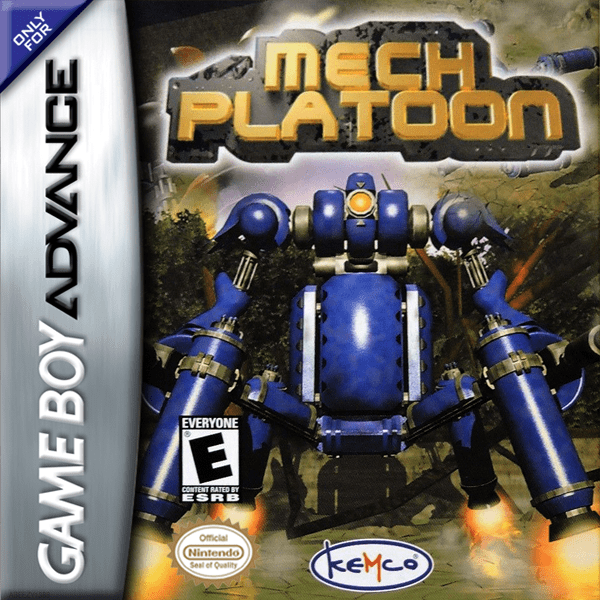 ONLY
FOR
GAME BOY ADVANCE
MECH
PLATOON
EVERYONE
E
®
CONTENT RATED BY
ESRB
Official
Nintendo
Seal of Quality
KEMCO